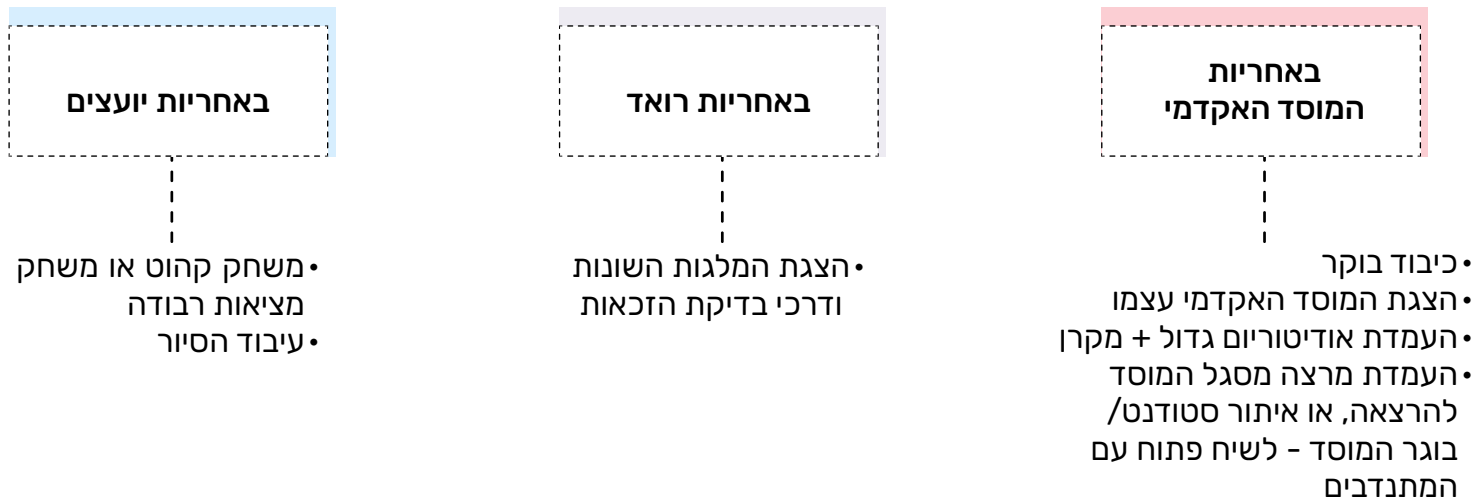 באחריות
המוסד האקדמי
• כיבוד בוקר
• הצגת המוסד האקדמי עצמו
• העמדת אודיטוריום גדול + מקרן
• העמדת מרצה מסגל המוסד
להרצאה, או איתור סטודנט/
בוגר המוסד - לשיח פתוח עם
המתנדבים
באחריות רואד
• הצגת המלגות השונות
ודרכי בדיקת הזכאות
באחריות יועצים
• משחק קהוט או משחק
מציאות רבודה
• עיבוד הסיור